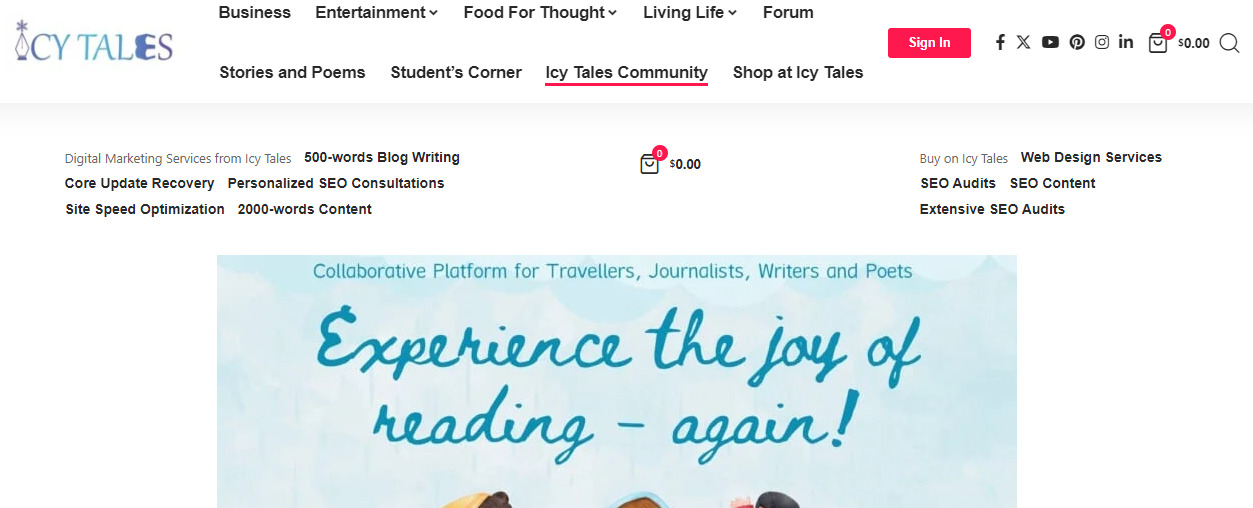 Business Entertainment Food For Thought Living Life Forum
ICY TALES
Sign In
0
$0.00
Stories and Poems Student’s Corner Icy Tales Community Shop at Icy Tales
Digital Marketing Services from Icy Tales 500-words Blog Writing
Core Update Recovery Personalized SEO Consultations
Site Speed Optimization 2000-words Content
0
$0.00
Buy on Icy Tales Web Design Services
SEO Audits SEO Content
Extensive SEO Audits
Collaborative Platform for Travellers, Journalists, Writers and Poets
Experience the joy of
reading – again!